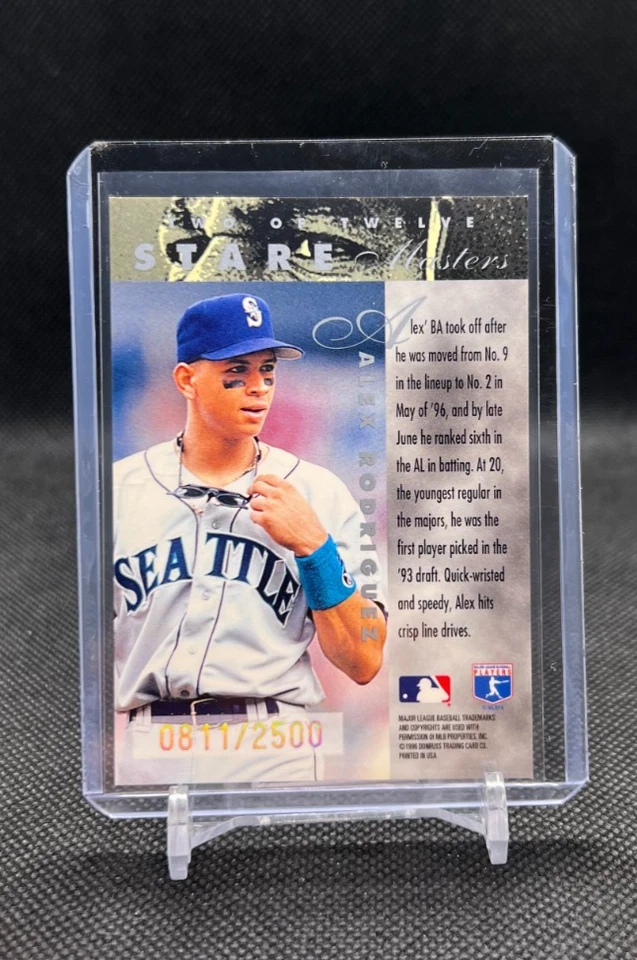 TWO OF TWELVE
STARE Masters
S
ALEX RODRIGUEZ
Alex' BA took off after
he was moved from No. 9
in the lineup to No. 2 in
May of '96, and by late
June he ranked sixth in
the AL in batting. At 20,
the youngest regular in
the majors, he was the
first player picked in the
'93 draft. Quick-wristed
and speedy, Alex hits
crisp line drives.
SEATTLE
0811/2500
PLAYERS
MAJOR LEAGUE BASEBALL TRADEMARKS
AND COPYRIGHTS ARE USED WITH
PERMISSION OF MLB PROPERTIES, INC.
©1996 DONRUSS TRADING CARD CO.
PRINTED IN USA